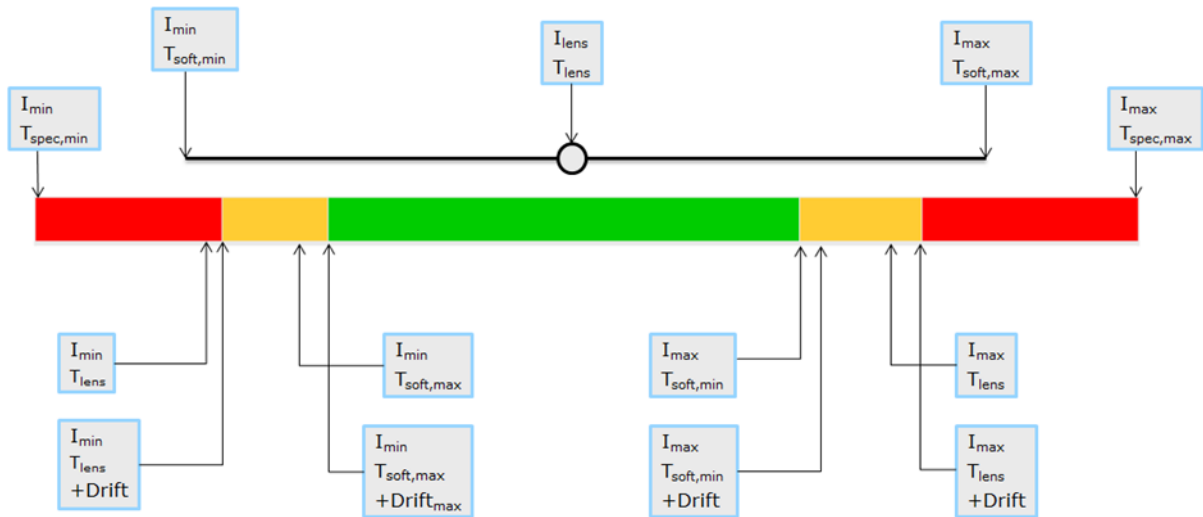 I_min
T_soft,min
I_lens
T_lens
I_max
T_soft,max
I_min
T_spec,min
I_max
T_spec,max
I_min
T_lens
I_min
T_soft,max
I_max
T_soft,min
I_max
T_lens
I_min
T_lens
+Drift
I_min
T_soft,max
+Drift_max
I_max
T_soft,min
+Drift
I_max
T_lens
+Drift